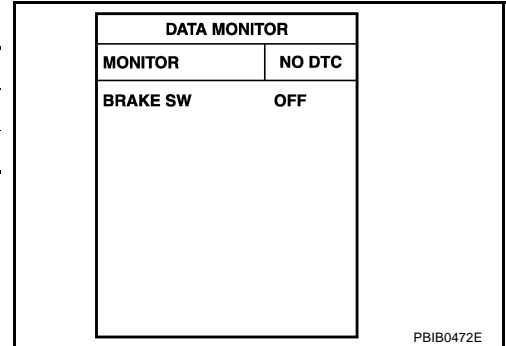 DATA MONITOR
MONITOR NO DTC
BRAKE SW OFF
PBIB0472E